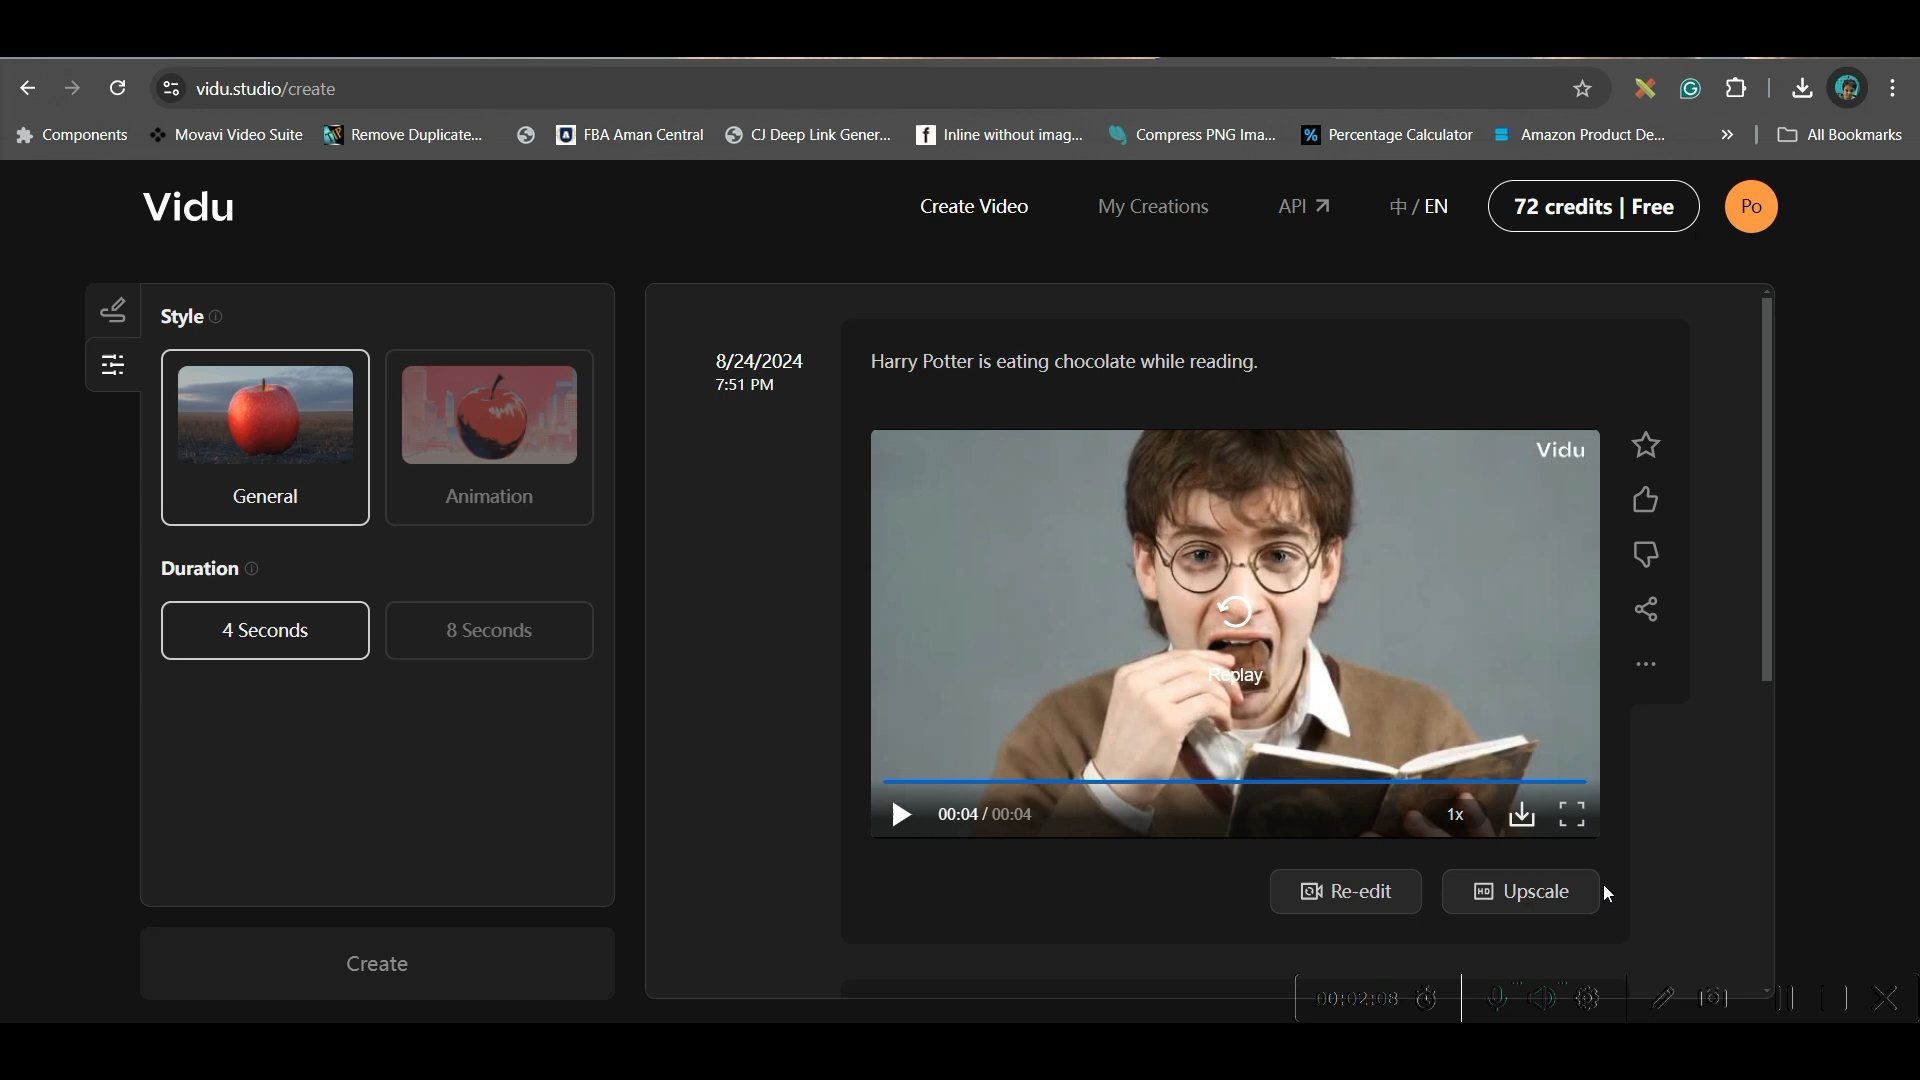 vidu.studio/create
Components Movavi Video Suite Remove Duplicate... FBA Aman Central CJ Deep Link Gener... Inline without imag... Compress PNG Ima... Percentage Calculator Amazon Product De... » All Bookmarks
Vidu Create Video My Creations API 中 / EN 72 credits | Free Po
Style
General Animation
Duration
4 Seconds 8 Seconds
Create
8/24/2024
7:51 PM
Harry Potter is eating chocolate while reading.
Vidu
Replay
00:04 / 00:04 1x
Re-edit HD Upscale
00:02:08